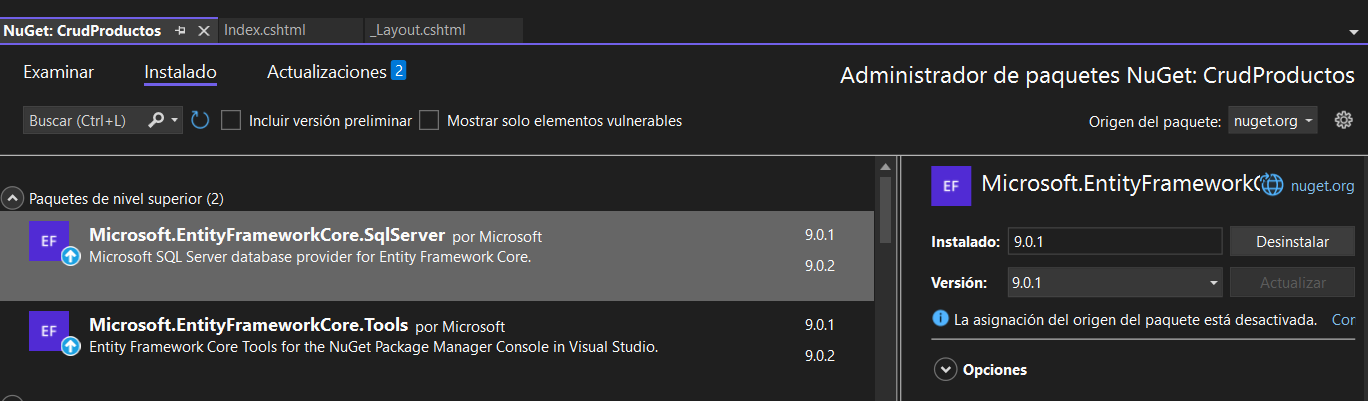 NuGet: CrudProductos
Index.cshtml
_Layout.cshtml
Examinar
Instalado
Actualizaciones 2
Administrador de paquetes NuGet: CrudProductos
Buscar (Ctrl+L)
Incluir versión preliminar
Mostrar solo elementos vulnerables
Origen del paquete: nuget.org
Paquetes de nivel superior (2)
EF
Microsoft.EntityFrameworkCore.SqlServer por Microsoft
9.0.1
Microsoft SQL Server database provider for Entity Framework Core.
9.0.2
EF
Microsoft.EntityFrameworkCore.Tools por Microsoft
9.0.1
Entity Framework Core Tools for the NuGet Package Manager Console in Visual Studio.
9.0.2
EF
Microsoft.EntityFrameworkC
nuget.org
Instalado: 9.0.1
Desinstalar
Versión: 9.0.1
Actualizar
La asignación del origen del paquete está desactivada. Cor
Opciones